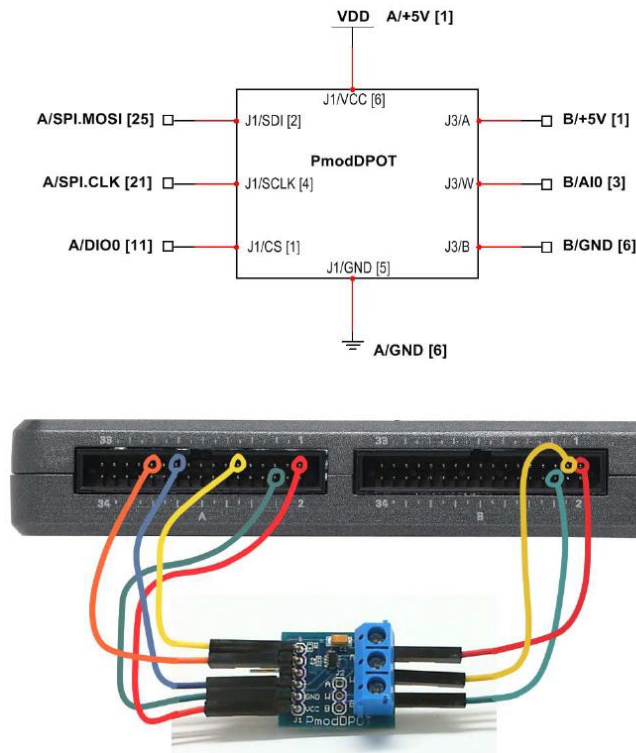 VDD A/+5V [1]
J1/VCC [6]
A/SPI.MOSI [25] J1/SDI [2] J3/A B/+5V [1]
PmodDPOT
A/SPI.CLK [21] J1/SCLK [4] J3/W B/AI0 [3]
A/DIO0 [11] J1/CS [1] J3/B B/GND [6]
J1/GND [5]
A/GND [6]
33 1 33 1
34 2 34 2
A B
A
W
GND
VCC B
J1 PmodDPOT